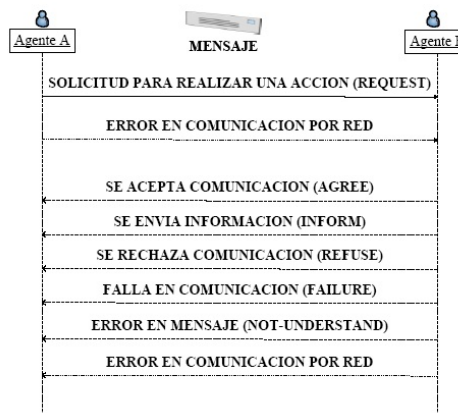 Agente A
MENSAJE
Agente
SOLICITUD PARA REALIZAR UNA ACCION (REQUEST)
ERROR EN COMUNICACION POR RED
SE ACEPTA COMUNICACION (AGREE)
SE ENVIA INFORMACION (INFORM)
SE RECHAZA COMUNICACION (REFUSE)
FALLA EN COMUNICACION (FAILURE)
ERROR EN MENSAJE (NOT-UNDERSTAND)
ERROR EN COMUNICACION POR RED